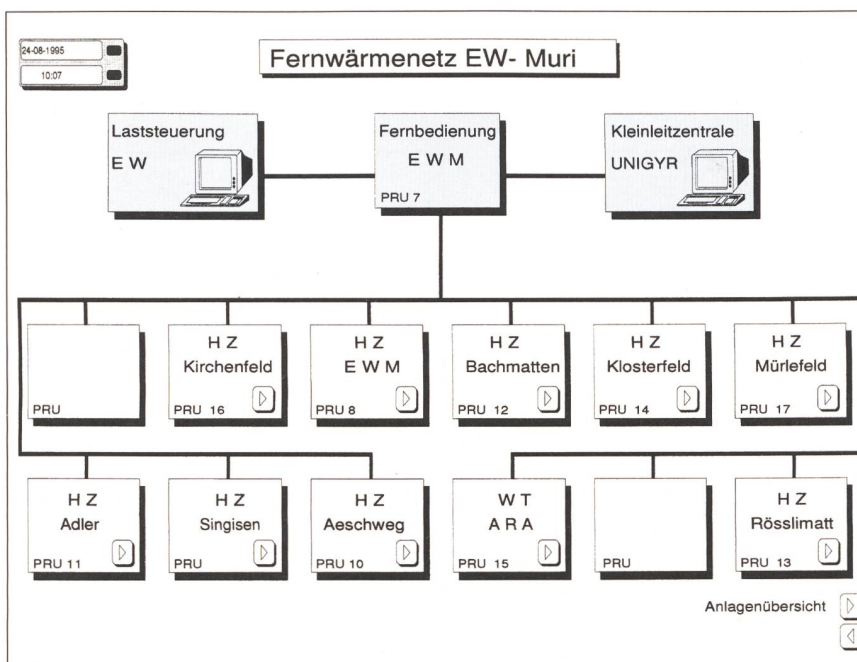 24-08-1995
10:07
Fernwärmenetz EW- Muri
Laststeuerung
E W
Fernbedienung
E W M
PRU 7
Kleinleitzentrale
UNIGYR
PRU
H Z
Kirchenfeld
PRU 16
H Z
E W M
PRU 8
H Z
Bachmatten
PRU 12
H Z
Klosterfeld
PRU 14
H Z
Mürlefeld
PRU 17
H Z
Adler
PRU 11
H Z
Singisen
PRU
H Z
Aeschweg
PRU 10
W T
A R A
PRU 15
PRU
H Z
Rösslimatt
PRU 13
Anlagenübersicht